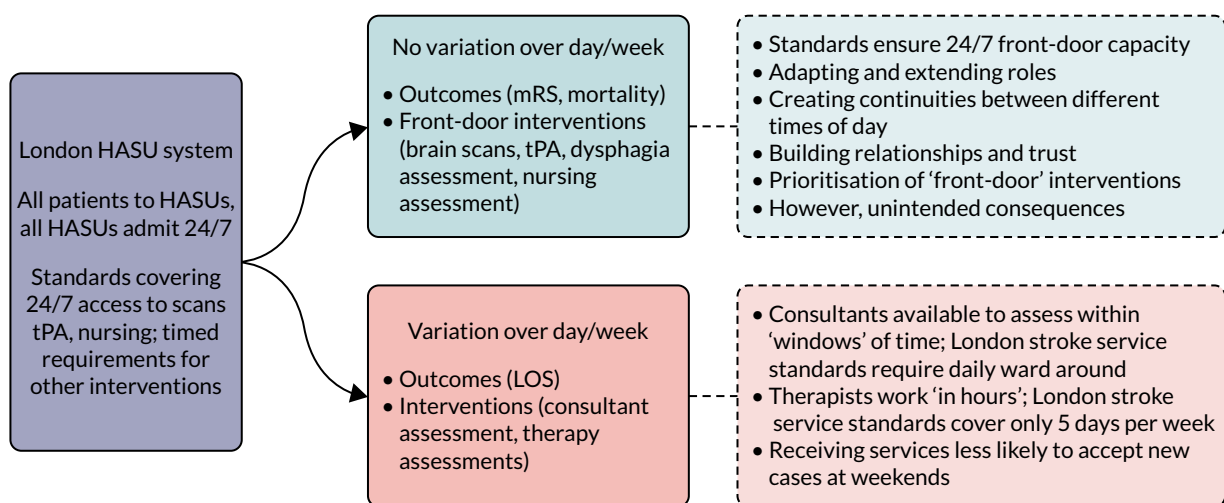 London HASU system
All patients to HASUs,
all HASUs admit 24/7
Standards covering
24/7 access to scans
tPA, nursing; timed
requirements for
other interventions
No variation over day/week
• Outcomes (mRS, mortality)
• Front-door interventions
(brain scans, tPA, dysphagia
assessment, nursing
assessment)
• Standards ensure 24/7 front-door capacity
• Adapting and extending roles
• Creating continuities between different
times of day
• Building relationships and trust
• Prioritisation of ‘front-door’ interventions
• However, unintended consequences
Variation over day/week
• Outcomes (LOS)
• Interventions (consultant
assessment, therapy
assessments)
• Consultants available to assess within
‘windows’ of time; London stroke service
standards require daily ward around
• Therapists work ‘in hours’; London stroke
service standards cover only 5 days per week
• Receiving services less likely to accept new
cases at weekends